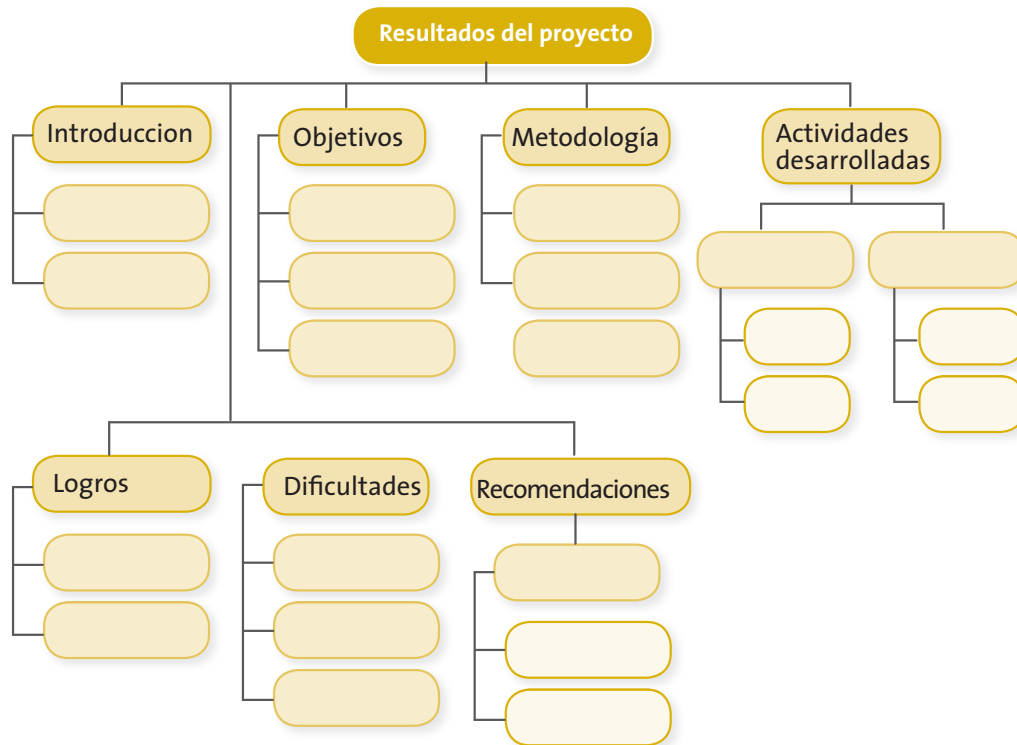 Resultados del proyecto
Introduccion
Objetivos
Metodología
Actividades
desarrolladas
Logros
Dificultades
Recomendaciones